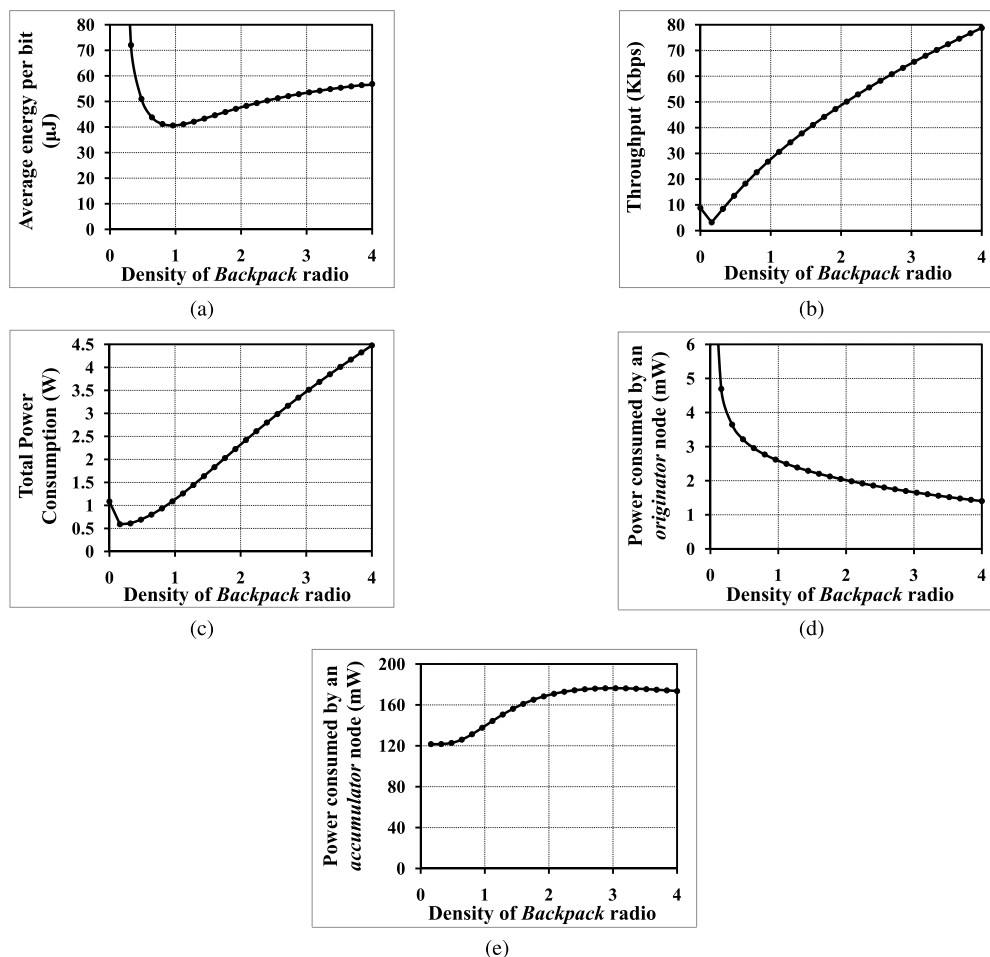 Average energy per bit
(μJ)
80
70
60
50
40
30
20
10
0
0 1 2 3 4
Density of Backpack radio
(a)
Throughput (Kbps)
80
70
60
50
40
30
20
10
0
0 1 2 3 4
Density of Backpack radio
(b)
Total Power
Consumption (W)
4.5
4
3.5
3
2.5
2
1.5
1
0.5
0
0 1 2 3 4
Density of Backpack radio
(c)
Power consumed by an
originator node (mW)
6
5
4
3
2
1
0
0 1 2 3 4
Density of Backpack radio
(d)
Power consumed by an
accumulator node (mW)
200
160
120
80
40
0
0 1 2 3 4
Density of Backpack radio
(e)